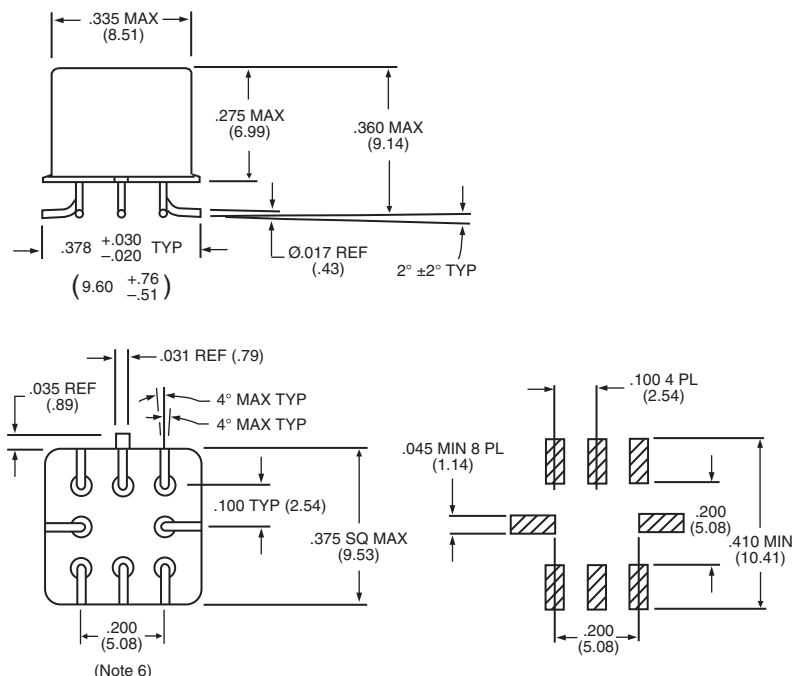 .335 MAX
(8.51)
.275 MAX
(6.99)
.360 MAX
(9.14)
.378 +.030 –.020 TYP
(9.60 +.76 –.51)
Ø.017 REF
(.43)
2° ±2° TYP
.031 REF (.79)
.035 REF
(.89)
4° MAX TYP
4° MAX TYP
.100 TYP (2.54)
.375 SQ MAX
(9.53)
.200
(5.08)
(Note 6)
.100 4 PL
(2.54)
.045 MIN 8 PL
(1.14)
.200
(5.08)
.410 MIN
(10.41)
.200
(5.08)